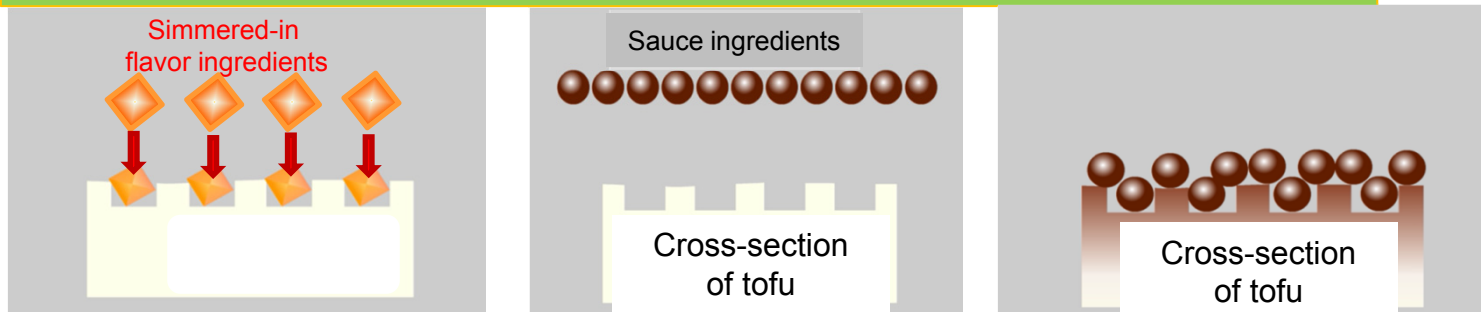 Simmered-in
flavor ingredients
Sauce ingredients
Cross-section
of tofu
Cross-section
of tofu